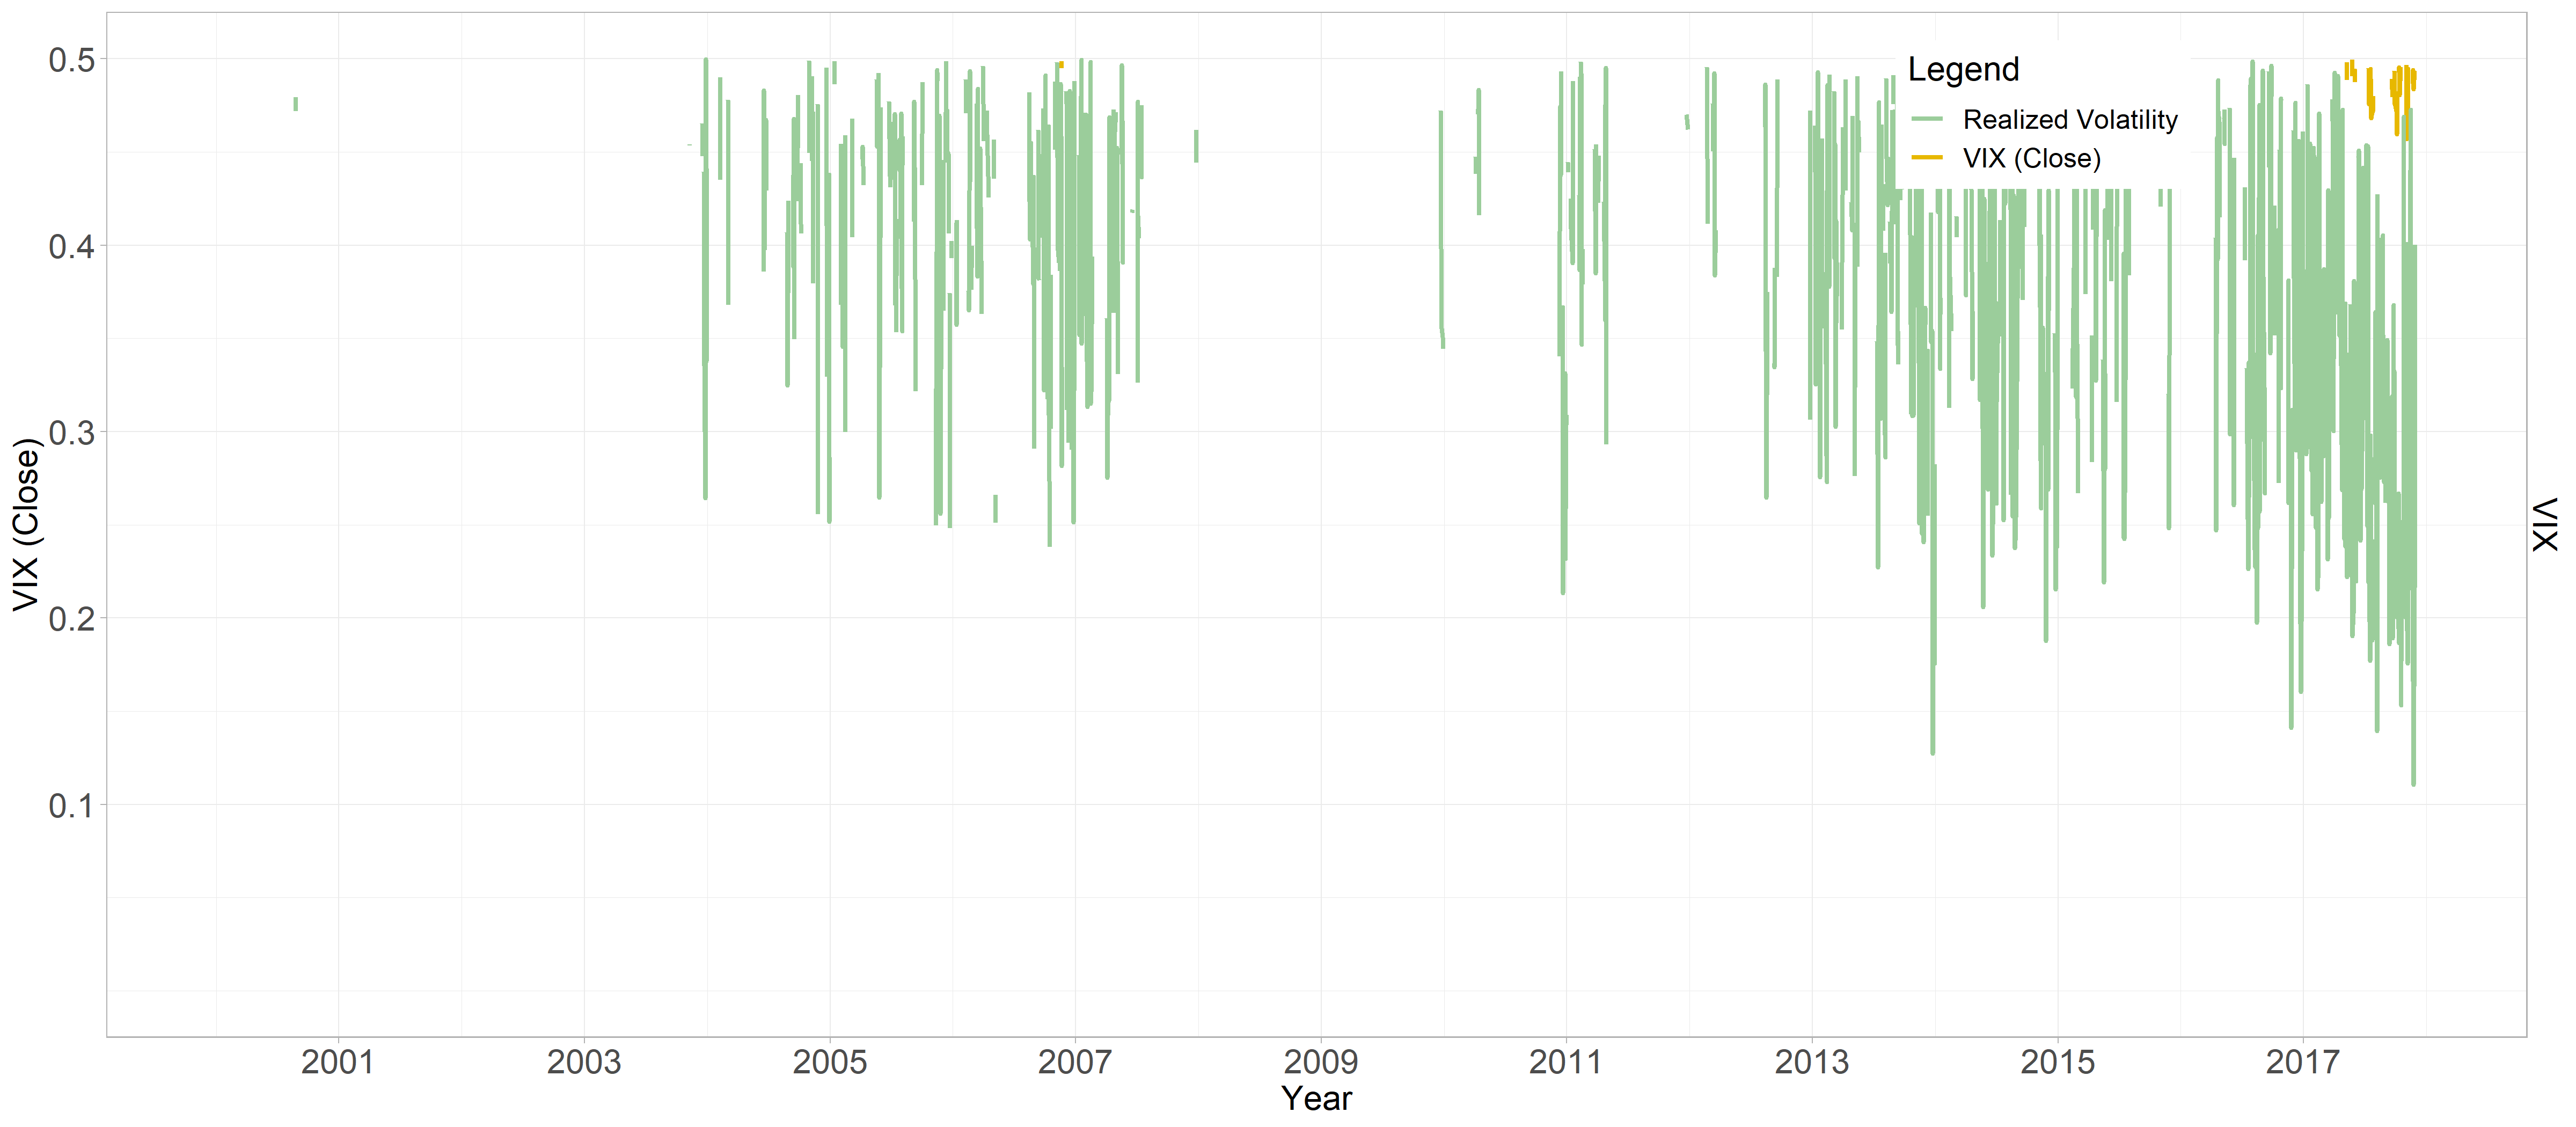 0.5
0.4
0.3
0.2
0.1
VIX (Close)
Legend
Realized Volatility
VIX (Close)
VIX
2001 2003 2005 2007 2009 2011 2013 2015 2017
Year